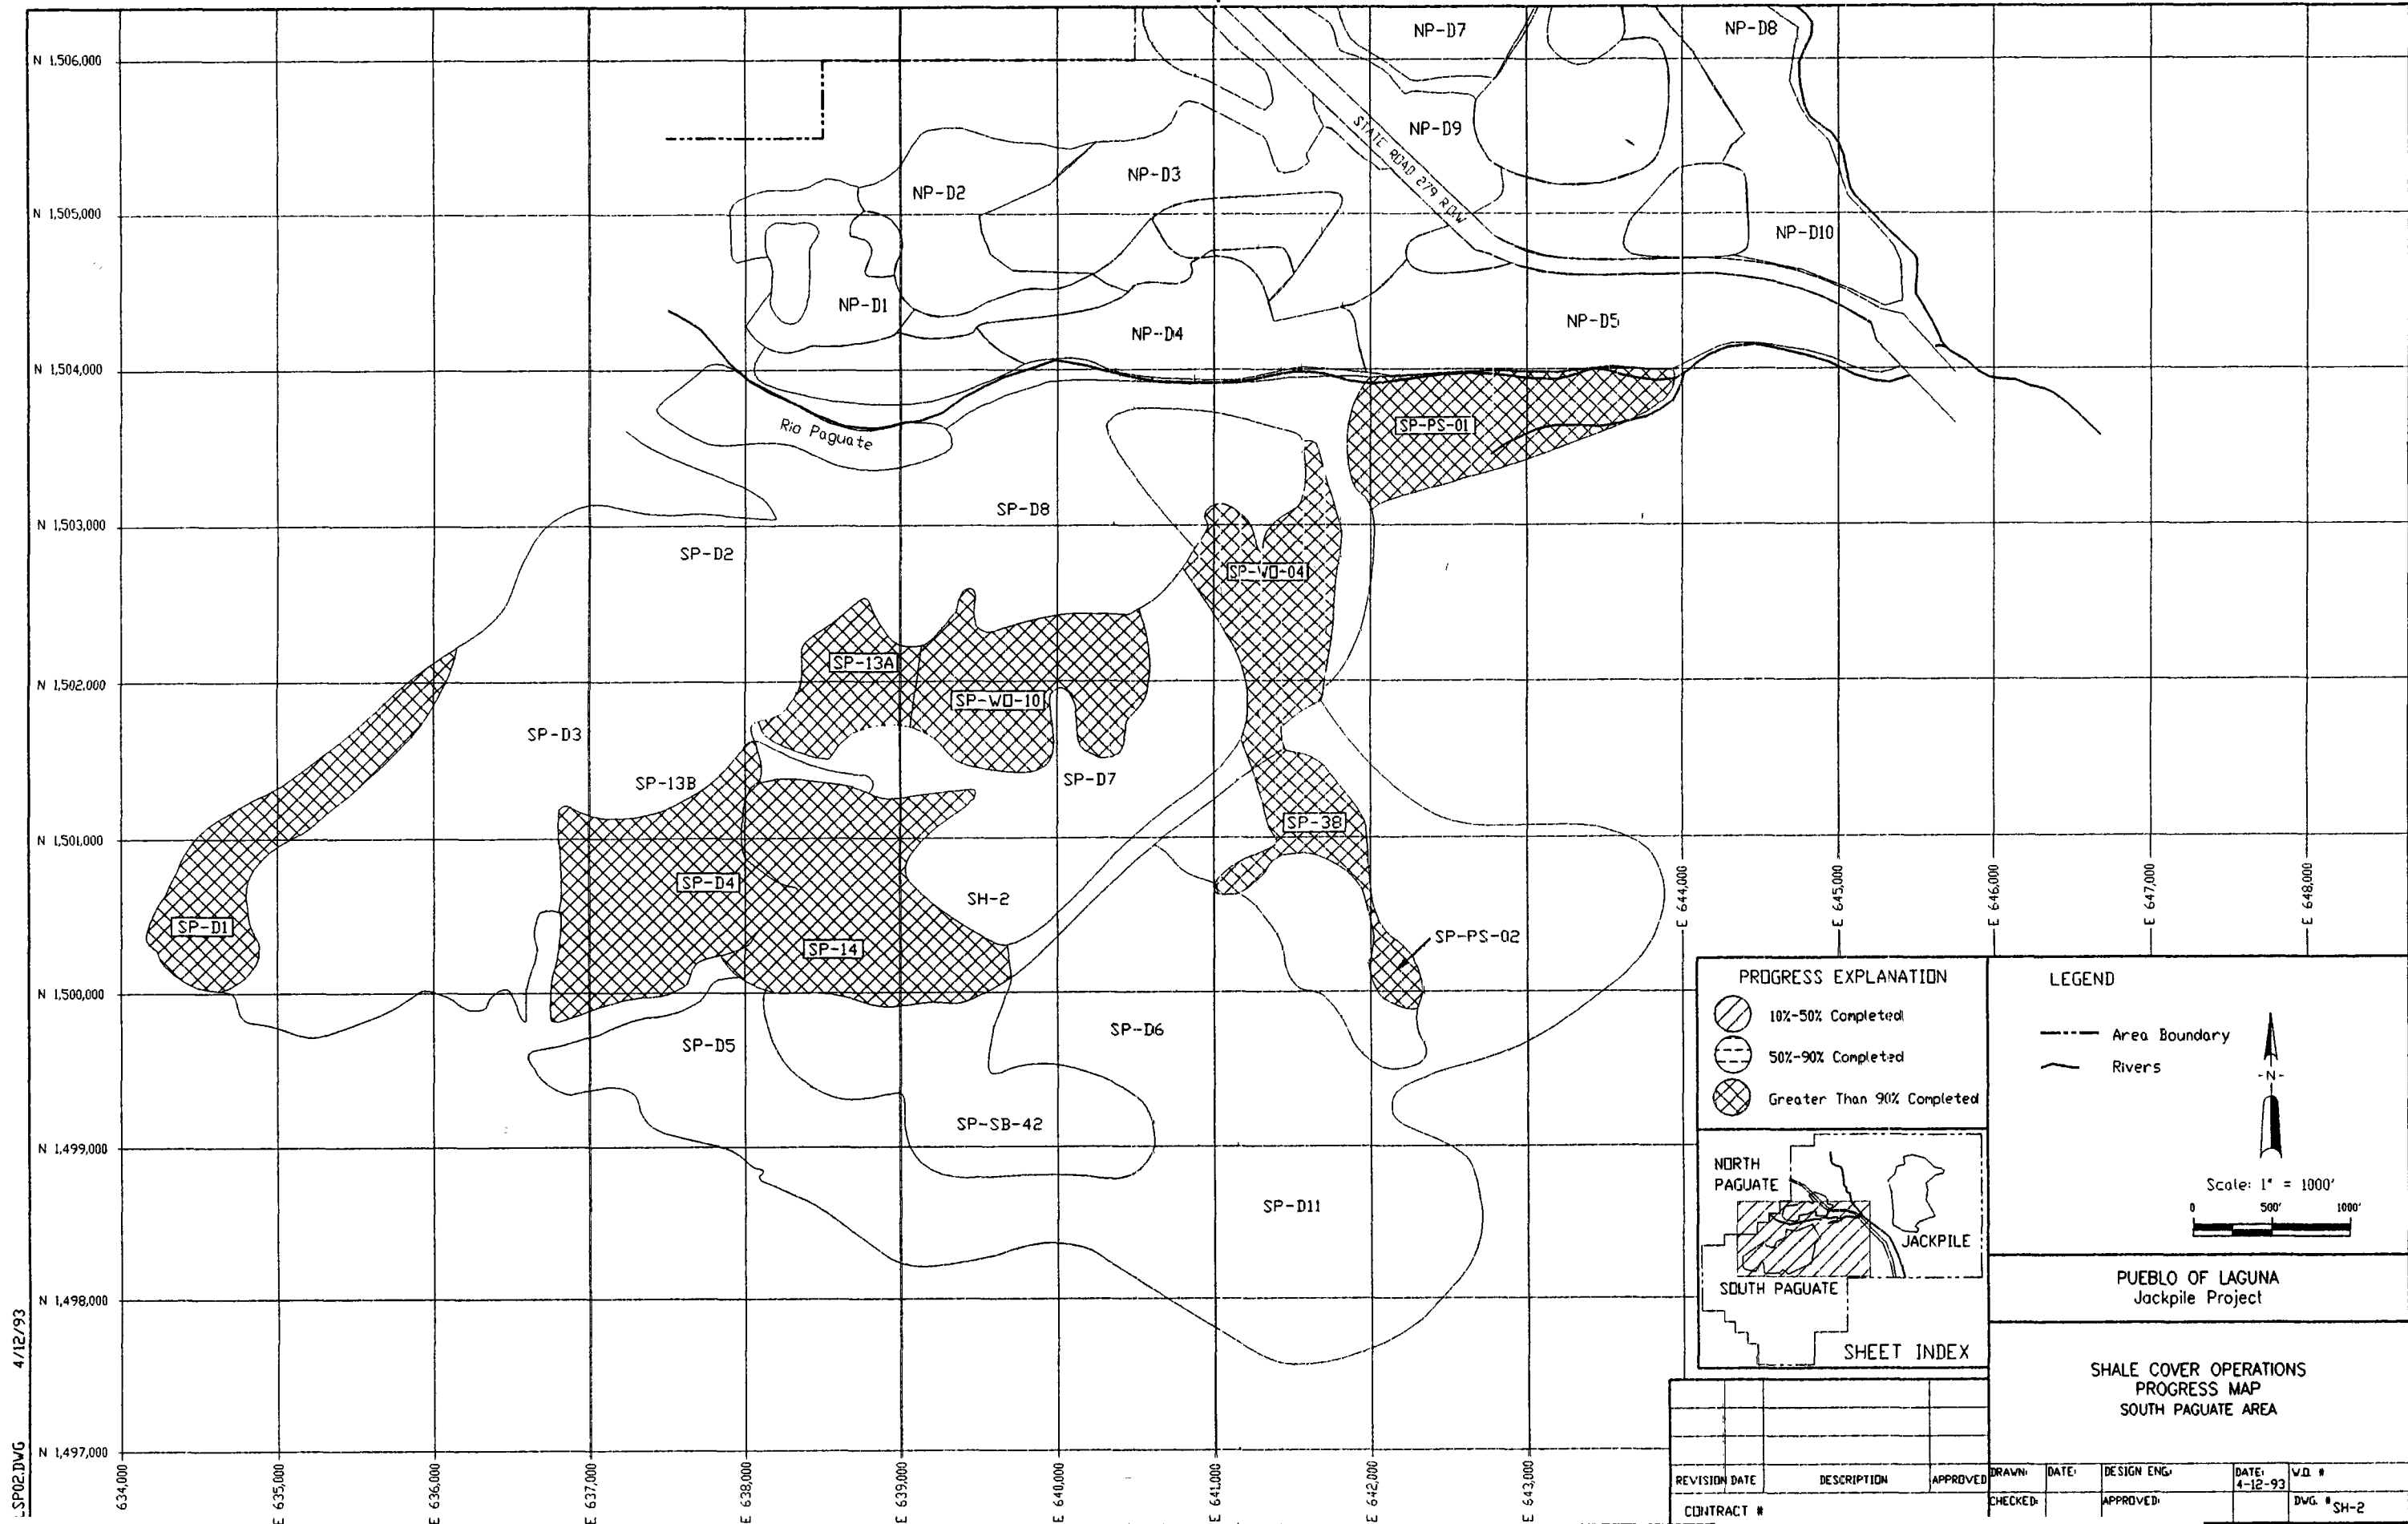 N 1,506,000
N 1,505,000
N 1,504,000
N 1,503,000
N 1,502,000
N 1,501,000
N 1,500,000
N 1,499,000
N 1,498,000
N 1,497,000
NP-D7
NP-D8
NP-D9
STATE ROAD 279 R.O.W
NP-D3
NP-D2
NP-D10
NP-D1
NP-D4
NP-D5
Rio Paguate
SP-PS-01
SP-D8
SP-D2
SP-WO-04
SP-13A
SP-WO-10
SP-D3
SP-13B
SP-D7
SP-38
SP-D4
SH-2
SP-D1
SP-14
SP-PS-02
SP-D6
SP-D5
SP-SB-42
SP-D11
E 644,000
E 645,000
E 646,000
E 647,000
E 648,000
PROGRESS EXPLANATION
10%-50% Completed
50%-90% Completed
Greater Than 90% Completed
LEGEND
Area Boundary
Rivers
-N-
Scale: 1" = 1000'
0 500' 1000'
NORTH
PAGUATE
JACKPILE
SOUTH PAGUATE
SHEET INDEX
PUEBLO OF LAGUNA
Jackpile Project
SHALE COVER OPERATIONS
PROGRESS MAP
SOUTH PAGUATE AREA
REVISION DATE DESCRIPTION APPROVED
CONTRACT #
DRAWN: DATE: DESIGN ENG: DATE: 4-12-93 W.O. #
CHECKED: APPROVED: DWG. # SH-2
SP02.DWG 4/12/93
E 634,000
E 635,000
E 636,000
E 637,000
E 638,000
E 639,000
E 640,000
E 641,000
E 642,000
E 643,000